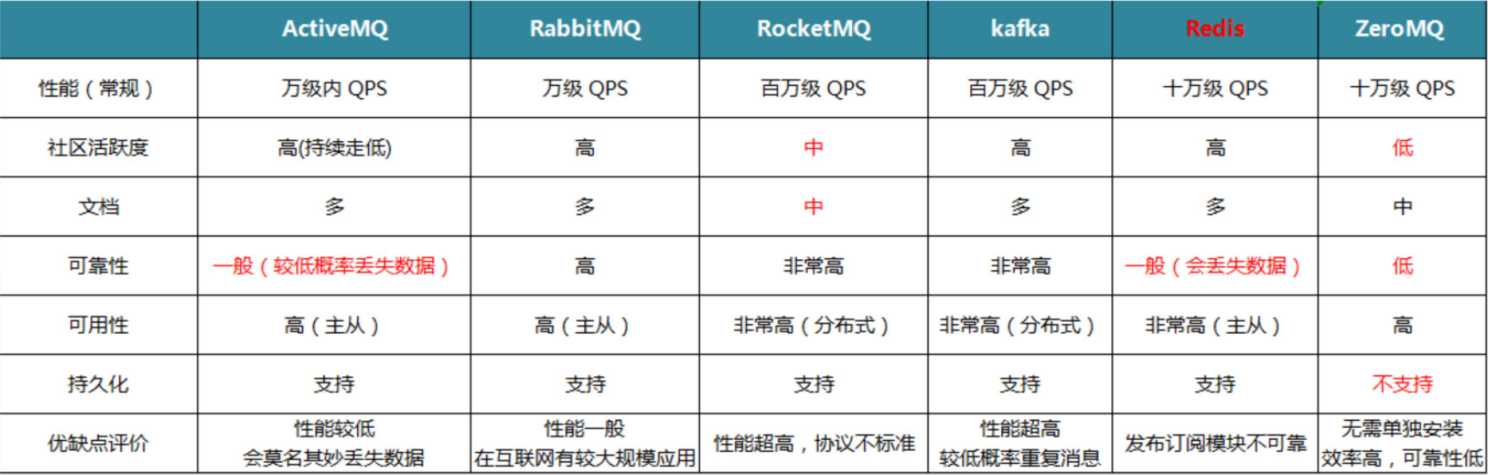 ActiveMQ RabbitMQ RocketMQ kafka Redis ZeroMQ
性能（常规） 万级内 QPS 万级 QPS 百万级 QPS 百万级 QPS 十万级 QPS 十万级 QPS
社区活跃度 高(持续走低) 高 中 高 高 低
文档 多 多 中 多 多 中
可靠性 一般（较低概率丢失数据） 高 非常高 非常高 一般（会丢失数据） 低
可用性 高（主从） 高（主从） 非常高（分布式） 非常高（分布式） 非常高（主从） 高
持久化 支持 支持 支持 支持 支持 不支持
优缺点评价 性能较低 会莫名其妙丢失数据 性能一般 在互联网有较大规模应用 性能超高，协议不标准 性能超高 较低概率重复消息 发布订阅模块不可靠 无需单独安装 效率高，可靠性低